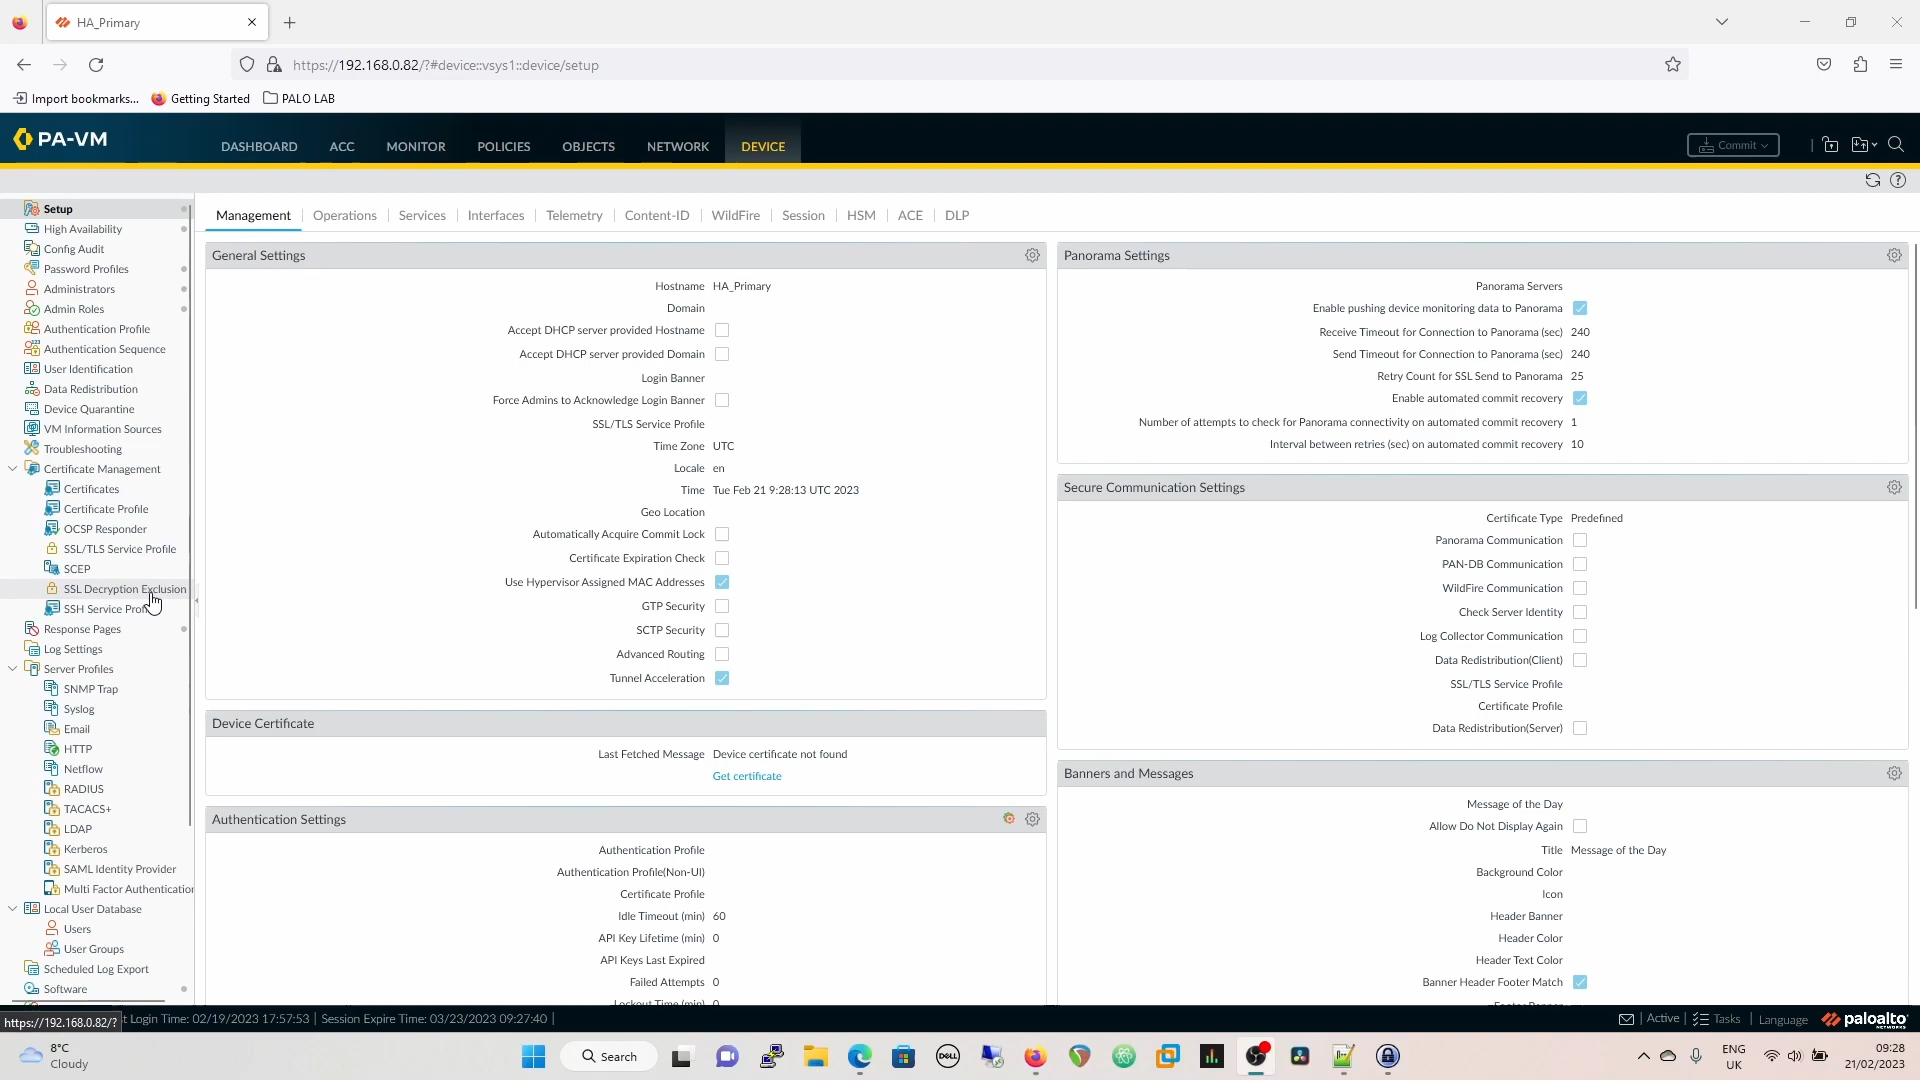 HA_Primary
https://192.168.0.82/?#device::vsys1::device/setup
Import bookmarks... Getting Started PALO LAB
PA-VM DASHBOARD ACC MONITOR POLICIES OBJECTS NETWORK DEVICE Commit
Management Operations Services Interfaces Telemetry Content-ID WildFire Session HSM ACE DLP
Setup
High Availability
Config Audit
Password Profiles
Administrators
Admin Roles
Authentication Profile
Authentication Sequence
User Identification
Data Redistribution
Device Quarantine
VM Information Sources
Troubleshooting
Certificate Management
Certificates
Certificate Profile
OCSP Responder
SSL/TLS Service Profile
SCEP
SSL Decryption Exclusion
SSH Service Prof
Response Pages
Log Settings
Server Profiles
SNMP Trap
Syslog
Email
HTTP
Netflow
RADIUS
TACACS+
LDAP
Kerberos
SAML Identity Provider
Multi Factor Authentication
Local User Database
Users
User Groups
Scheduled Log Export
Software
General Settings
Hostname HA_Primary
Domain
Accept DHCP server provided Hostname
Accept DHCP server provided Domain
Login Banner
Force Admins to Acknowledge Login Banner
SSL/TLS Service Profile
Time Zone UTC
Locale en
Time Tue Feb 21 9:28:13 UTC 2023
Geo Location
Automatically Acquire Commit Lock
Certificate Expiration Check
Use Hypervisor Assigned MAC Addresses
GTP Security
SCTP Security
Advanced Routing
Tunnel Acceleration
Device Certificate
Last Fetched Message Device certificate not found
Get certificate
Authentication Settings
Authentication Profile
Authentication Profile(Non-UI)
Certificate Profile
Idle Timeout (min) 60
API Key Lifetime (min) 0
API Keys Last Expired
Failed Attempts 0
Lockout Time (min) 0
Panorama Settings
Panorama Servers
Enable pushing device monitoring data to Panorama
Receive Timeout for Connection to Panorama (sec) 240
Send Timeout for Connection to Panorama (sec) 240
Retry Count for SSL Send to Panorama 25
Enable automated commit recovery
Number of attempts to check for Panorama connectivity on automated commit recovery 1
Interval between retries (sec) on automated commit recovery 10
Secure Communication Settings
Certificate Type Predefined
Panorama Communication
PAN-DB Communication
WildFire Communication
Check Server Identity
Log Collector Communication
Data Redistribution(Client)
SSL/TLS Service Profile
Certificate Profile
Data Redistribution(Server)
Banners and Messages
Message of the Day
Allow Do Not Display Again
Title Message of the Day
Background Color
Icon
Header Banner
Header Color
Header Text Color
Banner Header Footer Match
Footer Banner
https://192.168.0.82/? t Login Time: 02/19/2023 17:57:53 | Session Expire Time: 03/23/2023 09:27:40 | Active | Tasks | Language paloalto NETWORKS
8°C
Cloudy
Search
DELL
ENG
UK
09:28
21/02/2023